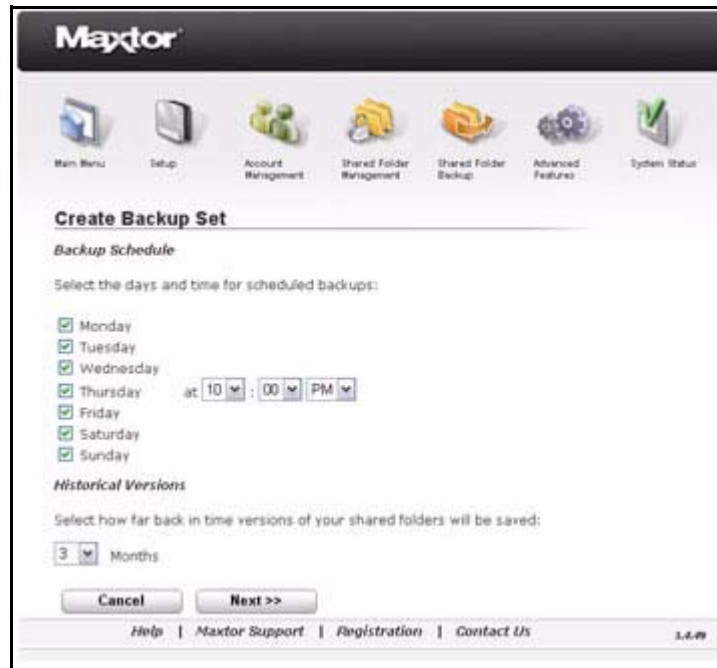 Maxtor
Main Menu
Setup
Account Management
Shared Folder Management
Shared Folder Backup
Advanced Features
System Status
Create Backup Set
Backup Schedule
Select the days and time for scheduled backups:
Monday
Tuesday
Wednesday
Thursday at 10 : 00 PM
Friday
Saturday
Sunday
Historical Versions
Select how far back in time versions of your shared folders will be saved:
3 Months
Cancel Next >>
Help | Maxtor Support | Registration | Contact Us